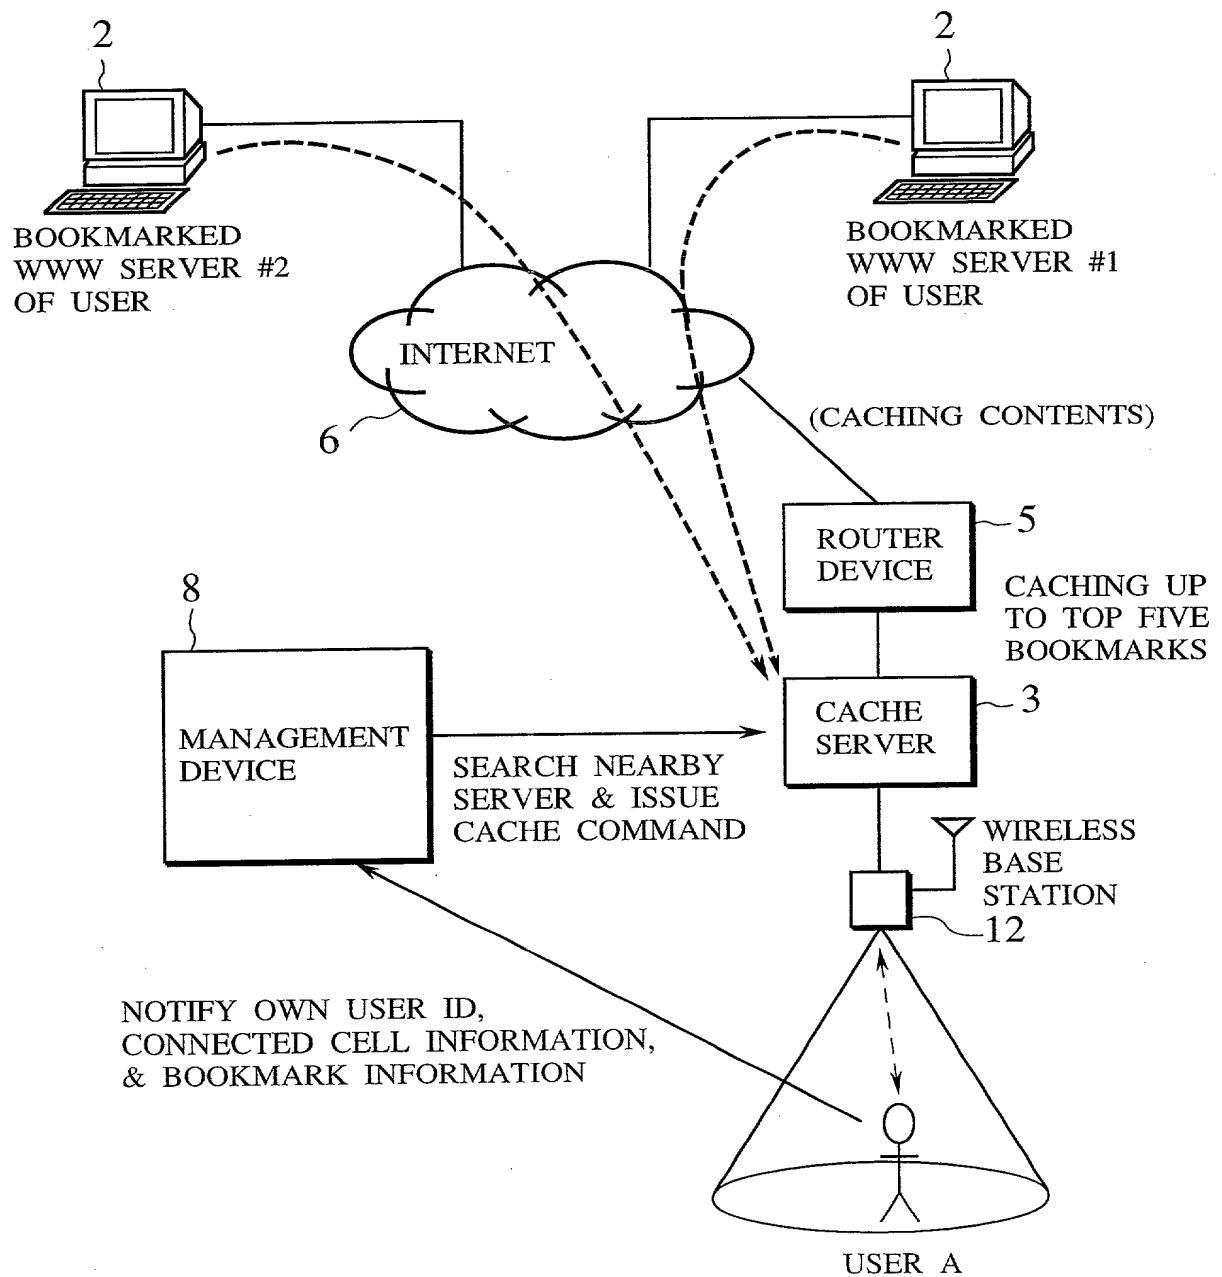 2
2
BOOKMARKED
WWW SERVER #2
OF USER
BOOKMARKED
WWW SERVER #1
OF USER
INTERNET
6
(CACHING CONTENTS)
ROUTER
DEVICE
5
CACHING UP
TO TOP FIVE
BOOKMARKS
8
MANAGEMENT
DEVICE
CACHE
SERVER
3
SEARCH NEARBY
SERVER & ISSUE
CACHE COMMAND
WIRELESS
BASE
STATION
12
NOTIFY OWN USER ID,
CONNECTED CELL INFORMATION,
& BOOKMARK INFORMATION
USER A